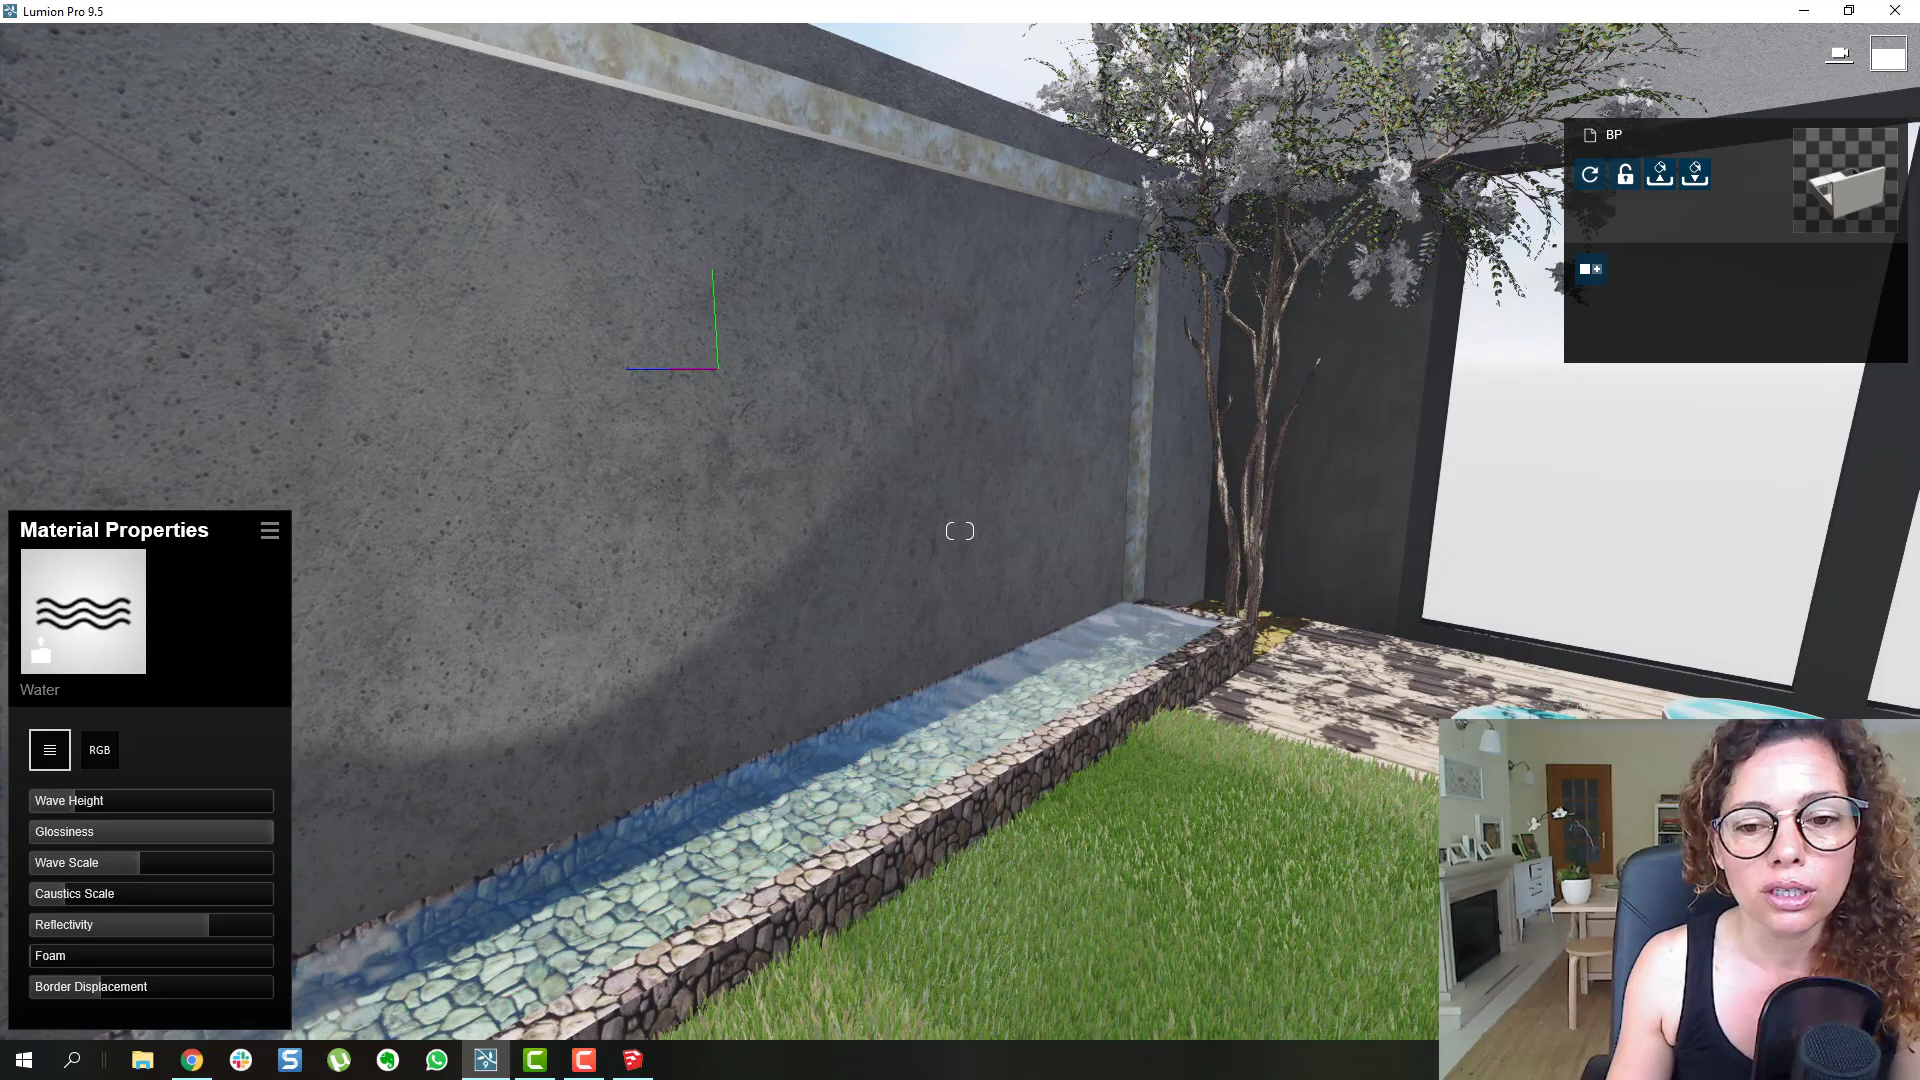 Lumion Pro 9.5
BP
Material Properties
Water
RGB
Wave Height
Glossiness
Wave Scale
Caustics Scale
Reflectivity
Foam
Border Displacement